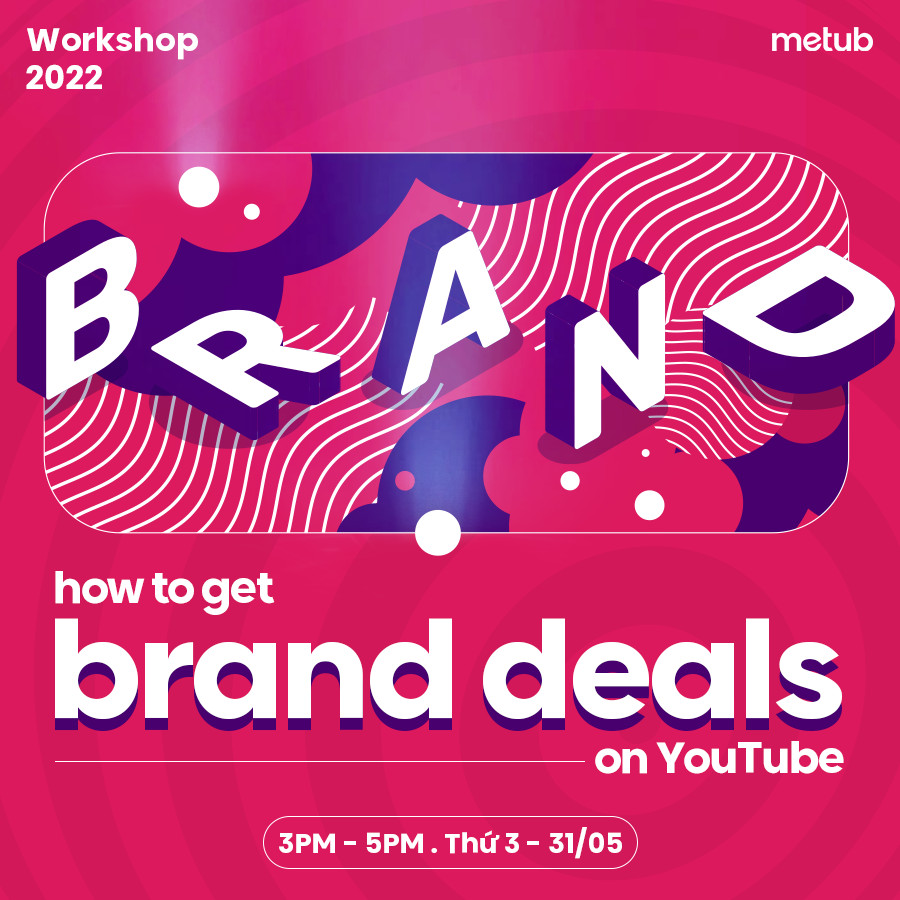 Workshop
2022
metub
BRAND
how to get
brand deals
on YouTube
3PM - 5PM . Thứ 3 - 31/05